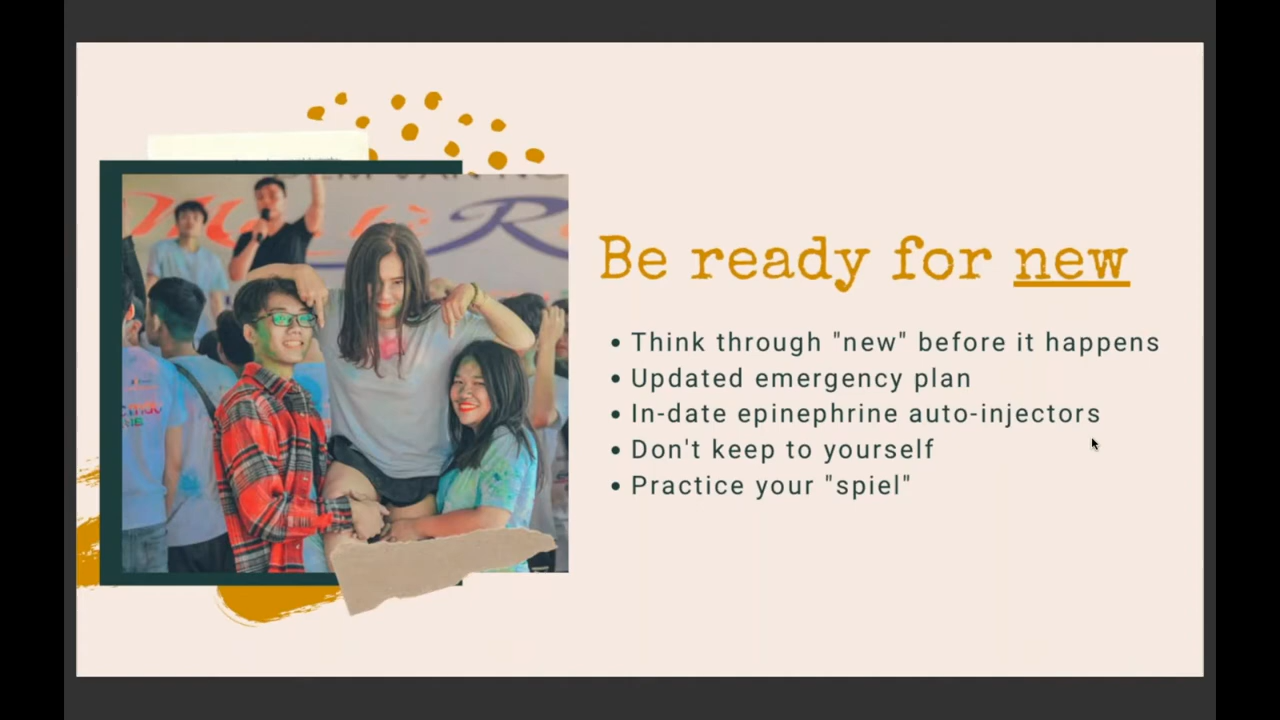 Be ready for new
• Think through "new" before it happens
• Updated emergency plan
• In-date epinephrine auto-injectors
• Don't keep to yourself
• Practice your "spiel"